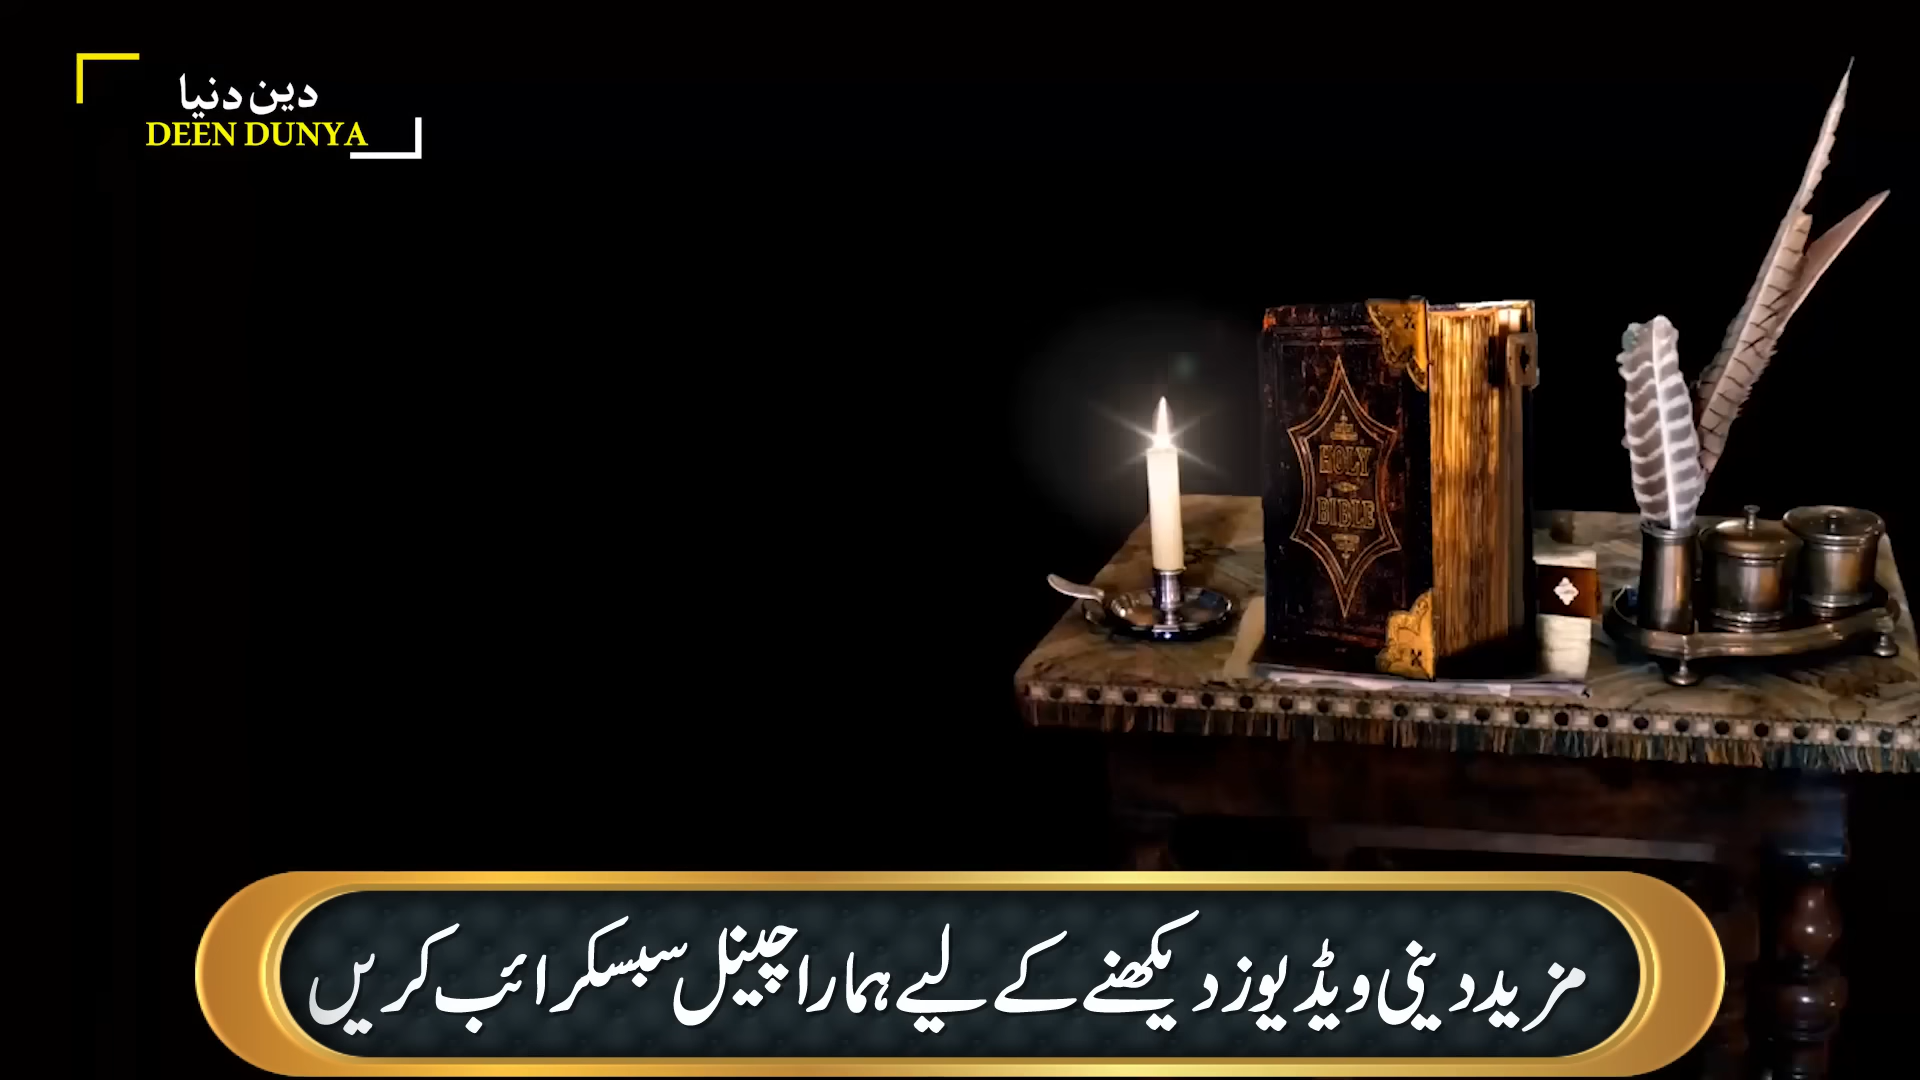 دین دنیا
DEEN DUNYA
HOLY
BIBLE
مزید دینی ویڈیوز دیکھنے کے لیے ہمارا چینل سبسکرائب کریں